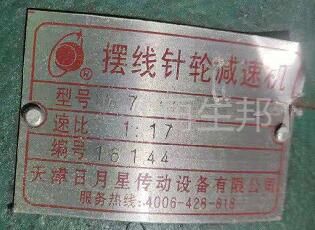 ®
摆线针轮减速机
型号 7
速比 1:17
编号 16144
天津日月星传动设备有限公司
服务热线:4006-428-818